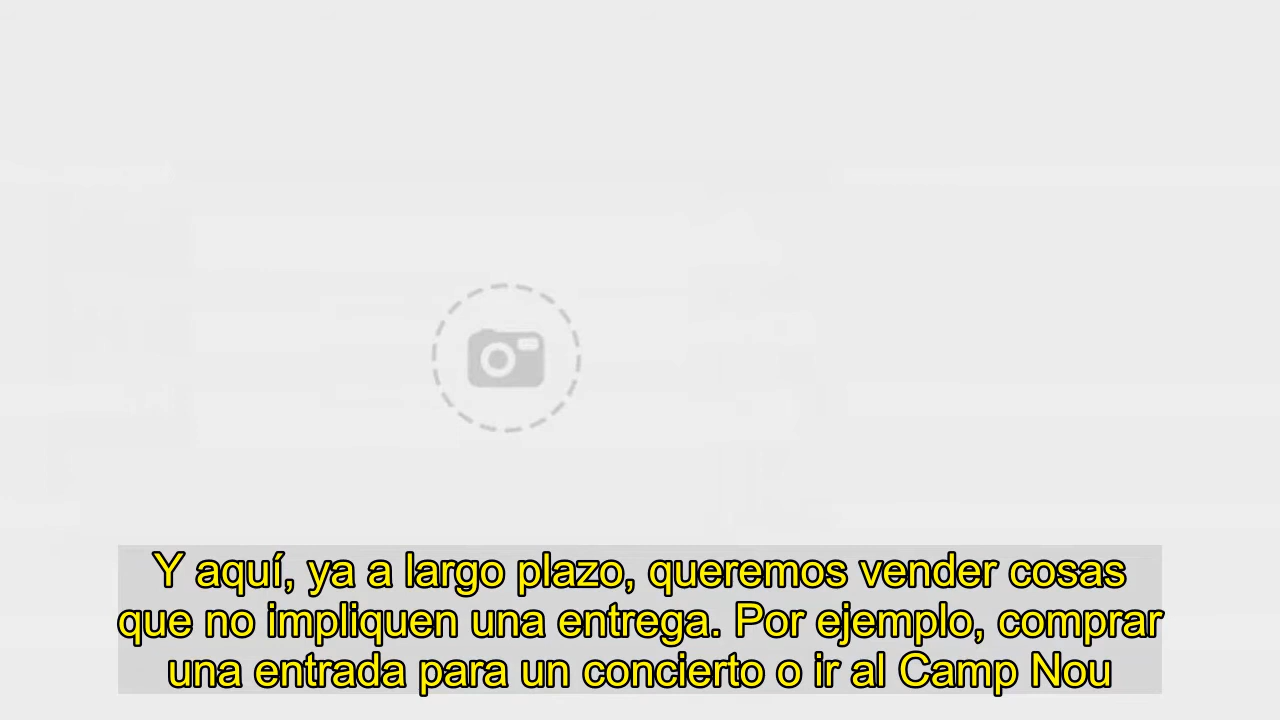 Y aquí, ya a largo plazo, queremos vender cosas
que no impliquen una entrega. Por ejemplo, comprar
una entrada para un concierto o ir al Camp Nou